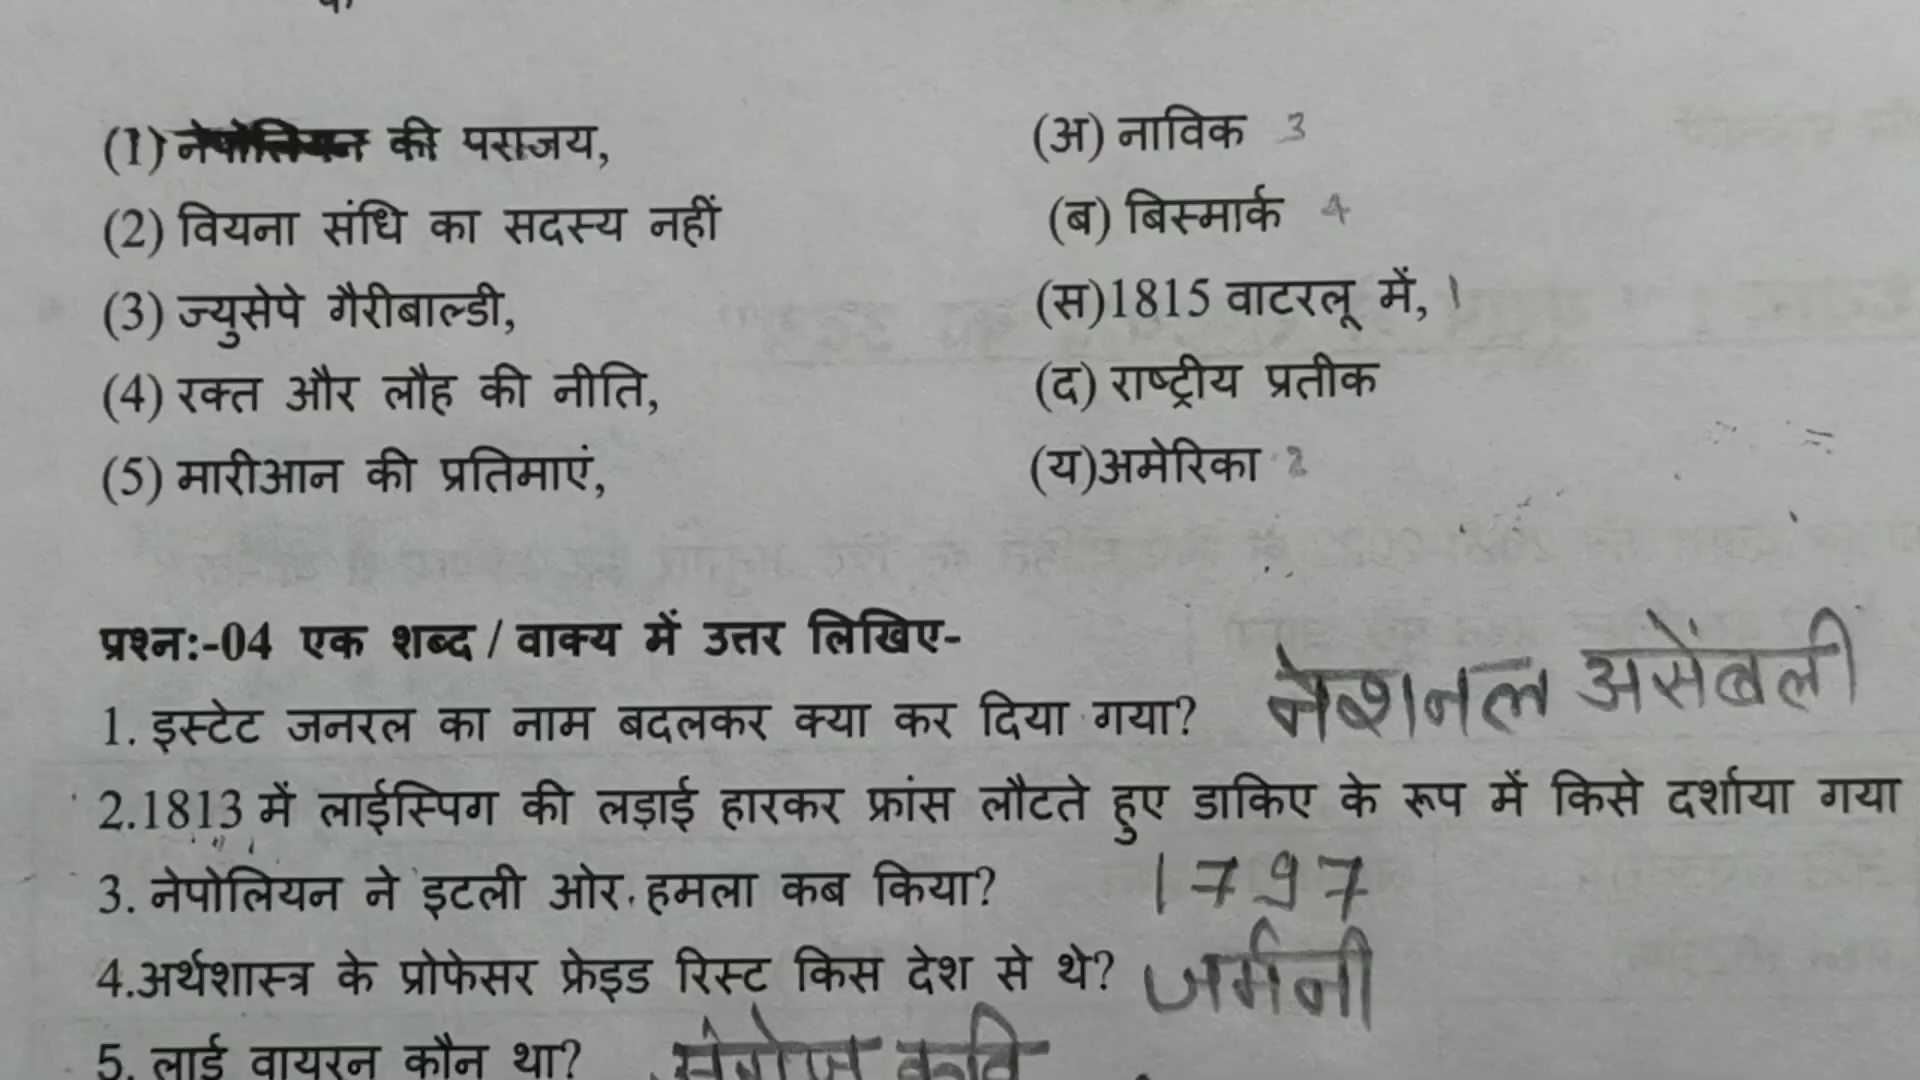 (1) नेपोलियन की पराजय, (अ) नाविक 3
(2) वियना संधि का सदस्य नहीं (ब) बिस्मार्क 4
(3) ज्युसेपे गैरीबाल्डी, (स)1815 वाटरलू में, 1
(4) रक्त और लौह की नीति, (द) राष्ट्रीय प्रतीक
(5) मारीआन की प्रतिमाएं, (य)अमेरिका 2
प्रश्न:-04 एक शब्द / वाक्य में उत्तर लिखिए-
1. इस्टेट जनरल का नाम बदलकर क्या कर दिया गया? नेशनल असेंबली
2.1813 में लाईस्पिग की लड़ाई हारकर फ्रांस लौटते हुए डाकिए के रूप में किसे दर्शाया गया
3. नेपोलियन ने इटली ओर हमला कब किया? 1797
4.अर्थशास्त्र के प्रोफेसर फ्रेइड रिस्ट किस देश से थे? जर्मनी
5. लाई वायरन कौन था? कवि